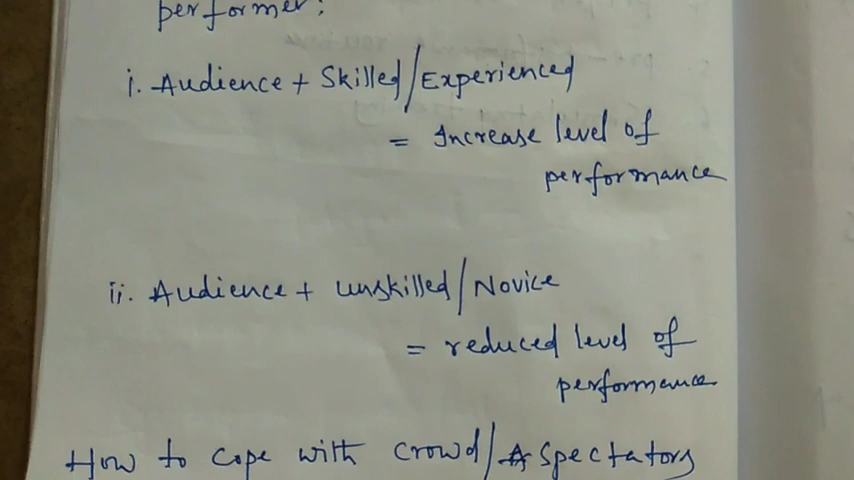 performer:
i. Audience + Skilled/Experienced
= Increase level of
performance
ii. Audience + unskilled/Novice
= reduced level of
performance
How to cope with crowd/Spectators